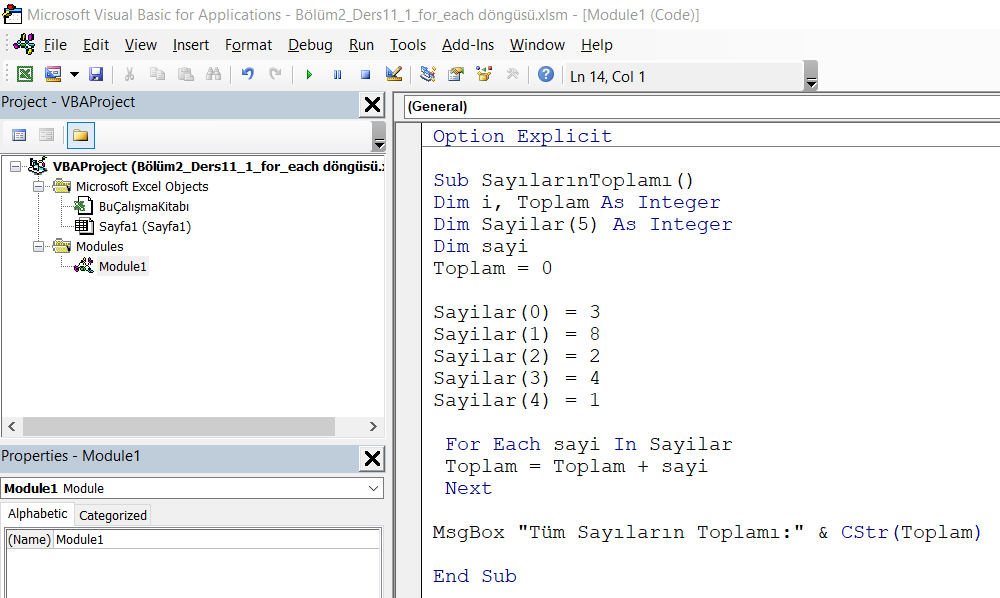 Microsoft Visual Basic for Applications - Bölüm2_Ders11_1_for_each döngüsü.xlsm - [Module1 (Code)]
File Edit View Insert Format Debug Run Tools Add-Ins Window Help
Ln 14, Col 1
Project - VBAProject
VBAProject (Bölüm2_Ders11_1_for_each döngüsü.
Microsoft Excel Objects
BuÇalışmaKitabı
Sayfa1 (Sayfa1)
Modules
Module1
Properties - Module1
Module1 Module
Alphabetic Categorized
(Name) Module1
(General)
Option Explicit
Sub SayılarınToplamı()
Dim i, Toplam As Integer
Dim Sayilar(5) As Integer
Dim sayi
Toplam = 0
Sayilar(0) = 3
Sayilar(1) = 8
Sayilar(2) = 2
Sayilar(3) = 4
Sayilar(4) = 1
For Each sayi In Sayilar
Toplam = Toplam + sayi
Next
MsgBox "Tüm Sayıların Toplamı:" & CStr(Toplam)
End Sub